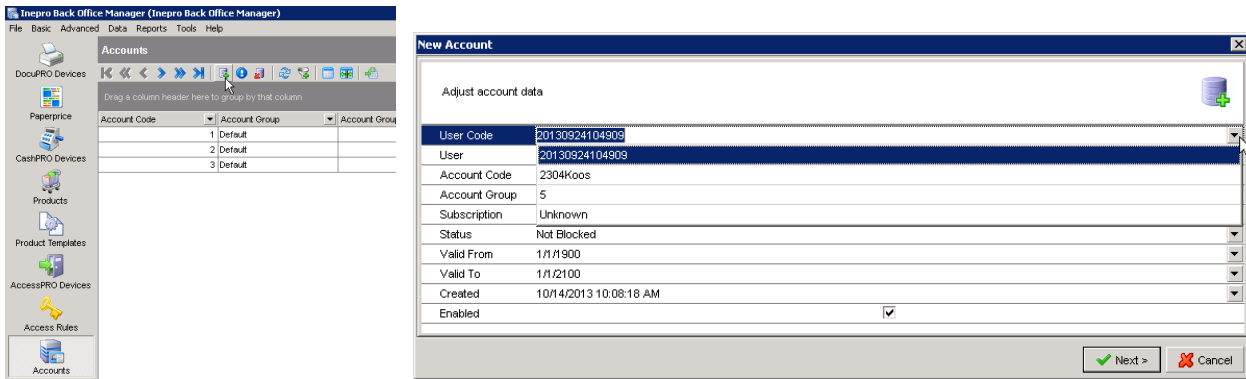 Inepro Back Office Manager (Inepro Back Office Manager)
File Basic Advanced Data Reports Tools Help
DocuPRO Devices
Paperprice
CashPRO Devices
Products
Product Templates
AccessPRO Devices
Access Rules
Accounts
Accounts
Drag a column header here to group by that column
Account Code Account Group Account Grou
1 Default
2 Default
3 Default
New Account
Adjust account data
User Code 20130924104909
User 20130924104909
Account Code 2304Koos
Account Group 5
Subscription Unknown
Status Not Blocked
Valid From 1/1/1900
Valid To 1/1/2100
Created 10/14/2013 10:08:18 AM
Enabled
Next >
Cancel